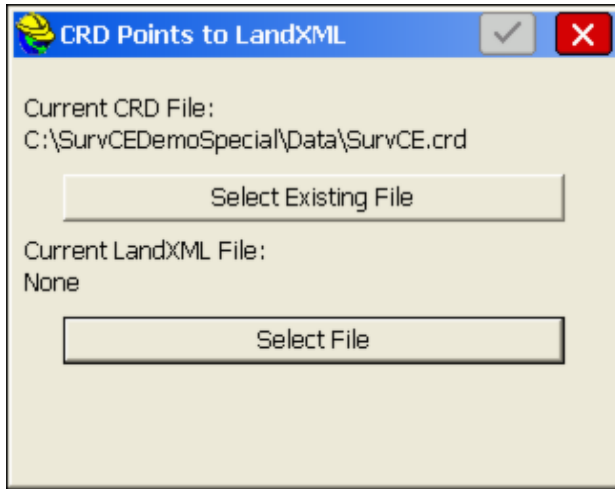 CRD Points to LandXML
Current CRD File:
C:\SurvCEDemoSpecial\Data\SurvCE.crd
Select Existing File
Current LandXML File:
None
Select File